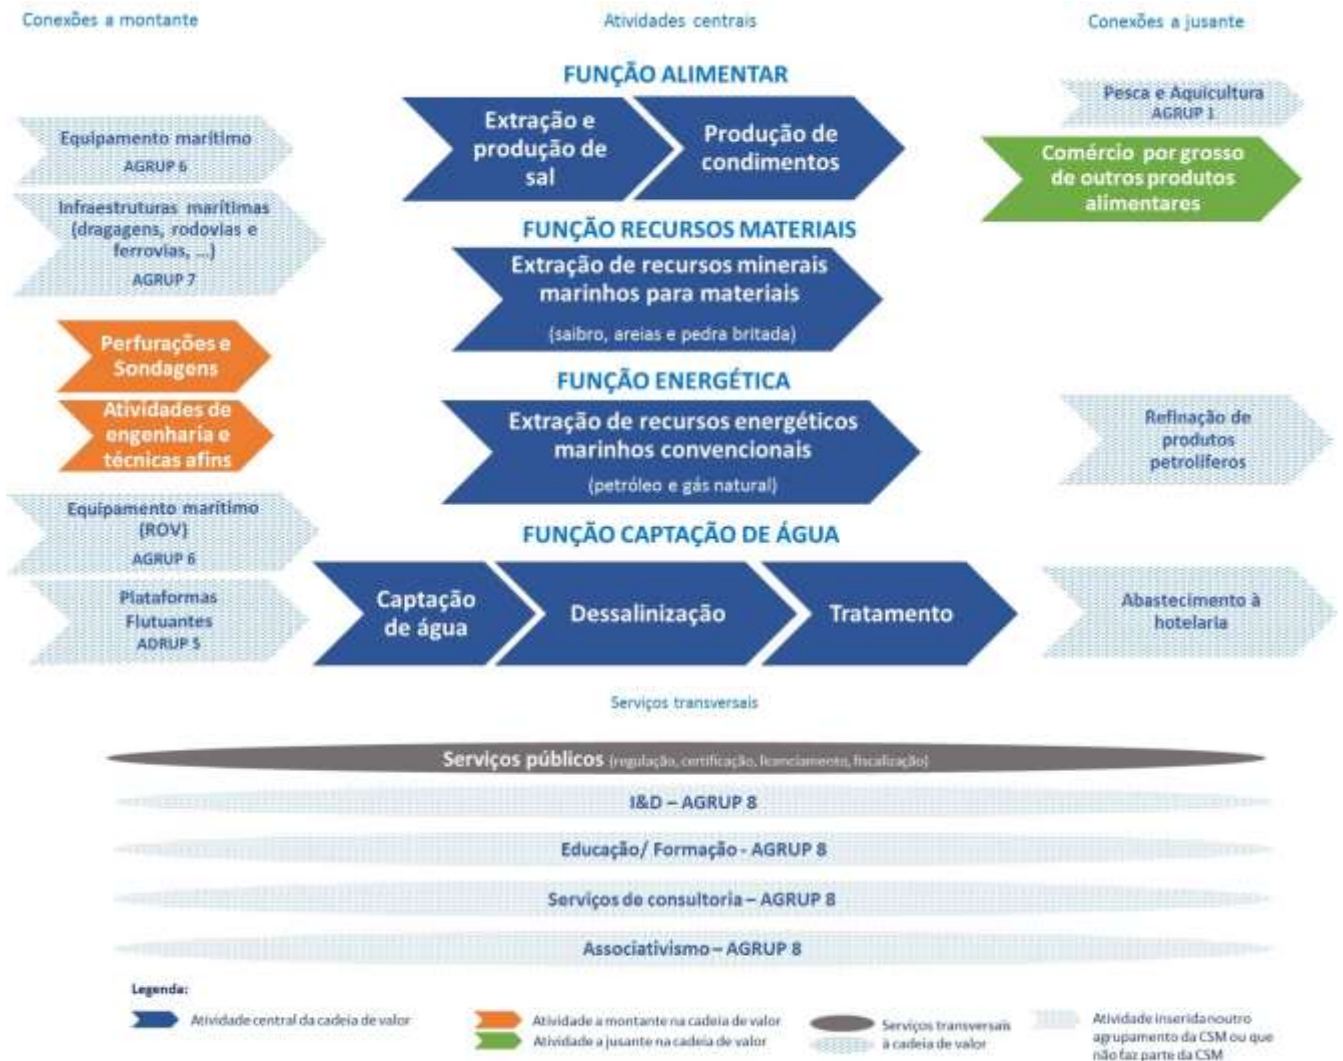 Conexões a montante
Atividades centrais
Conexões a jusante
FUNÇÃO ALIMENTAR
Extração e
produção de
sal
Produção de
condimentos
Pesca e Aquicultura
AGRUP 1
Comércio por grosso
de outros produtos
alimentares
Equipamento marítimo
AGRUP 6
Infraestruturas marítimas
(dragagens, rodovias e
ferrovias, ...)
AGRUP 7
FUNÇÃO RECURSOS MATERIAIS
Extração de recursos minerais
marinhos para materiais
(saibro, areias e pedra britada)
Perfurações e
Sondagens
Atividades de
engenharia e
técnicas afins
FUNÇÃO ENERGÉTICA
Extração de recursos energéticos
marinhos convencionais
(petróleo e gás natural)
Refinação de
produtos
petrolíferos
Equipamento marítimo
(ROV)
AGRUP 6
Plataformas
Flutuantes
ADRUP 5
FUNÇÃO CAPTAÇÃO DE ÁGUA
Captação
de água
Dessalinização
Tratamento
Abastecimento à
hotelaria
Serviços transversais
Serviços públicos (regulação, certificação, licenciamento, fiscalização)
I&D – AGRUP 8
Educação/ Formação - AGRUP 8
Serviços de consultoria – AGRUP 8
Associativismo – AGRUP 8
Legenda:
Atividade central da cadeia de valor
Atividade a montante na cadeia de valor
Atividade a jusante na cadeia de valor
Serviços transversais
à cadeia de valor
Atividade inserida noutro
agrupamento da CSM ou que
não faz parte da CSM